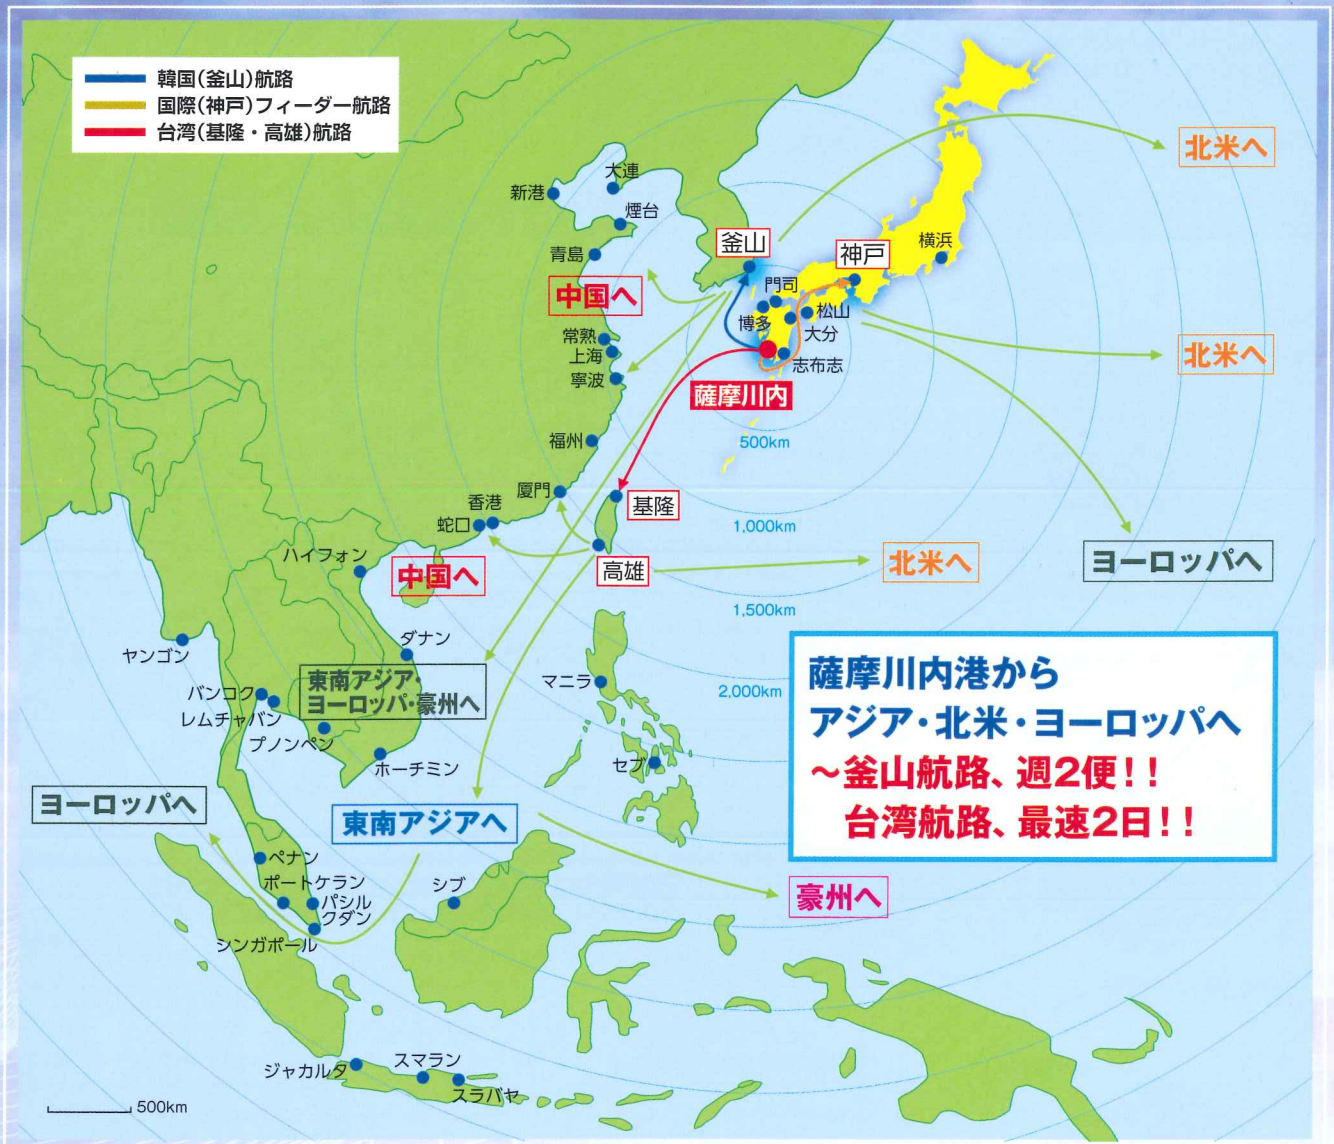 韓国(釜山)航路
国際(神戸)フィーダー航路
台湾(基隆・高雄)航路
北米へ
大連
新港
煙台
釜山
神戸
横浜
青島
中国へ
門司
博多
松山
大分
常熟
上海
寧波
志布志
北米へ
薩摩川内
福州
500km
厦門
香港
蛇口
基隆
1,000km
ハイフォン
中国へ
高雄
北米へ
ヨーロッパへ
1,500km
ヤンゴン
ダナン
東南アジア・
ヨーロッパ・豪州へ
マニラ
2,000km
バンコク
レムチャバン
プノンペン
ホーチミン
セブ
薩摩川内港から
アジア・北米・ヨーロッパへ
～釜山航路、週2便!!
台湾航路、最速2日!!
ヨーロッパへ
東南アジアへ
ペナン
ポートケラン
パシル
クダン
シンガポール
シブ
豪州へ
ジャカルタ
スマラン
スラバヤ
500km